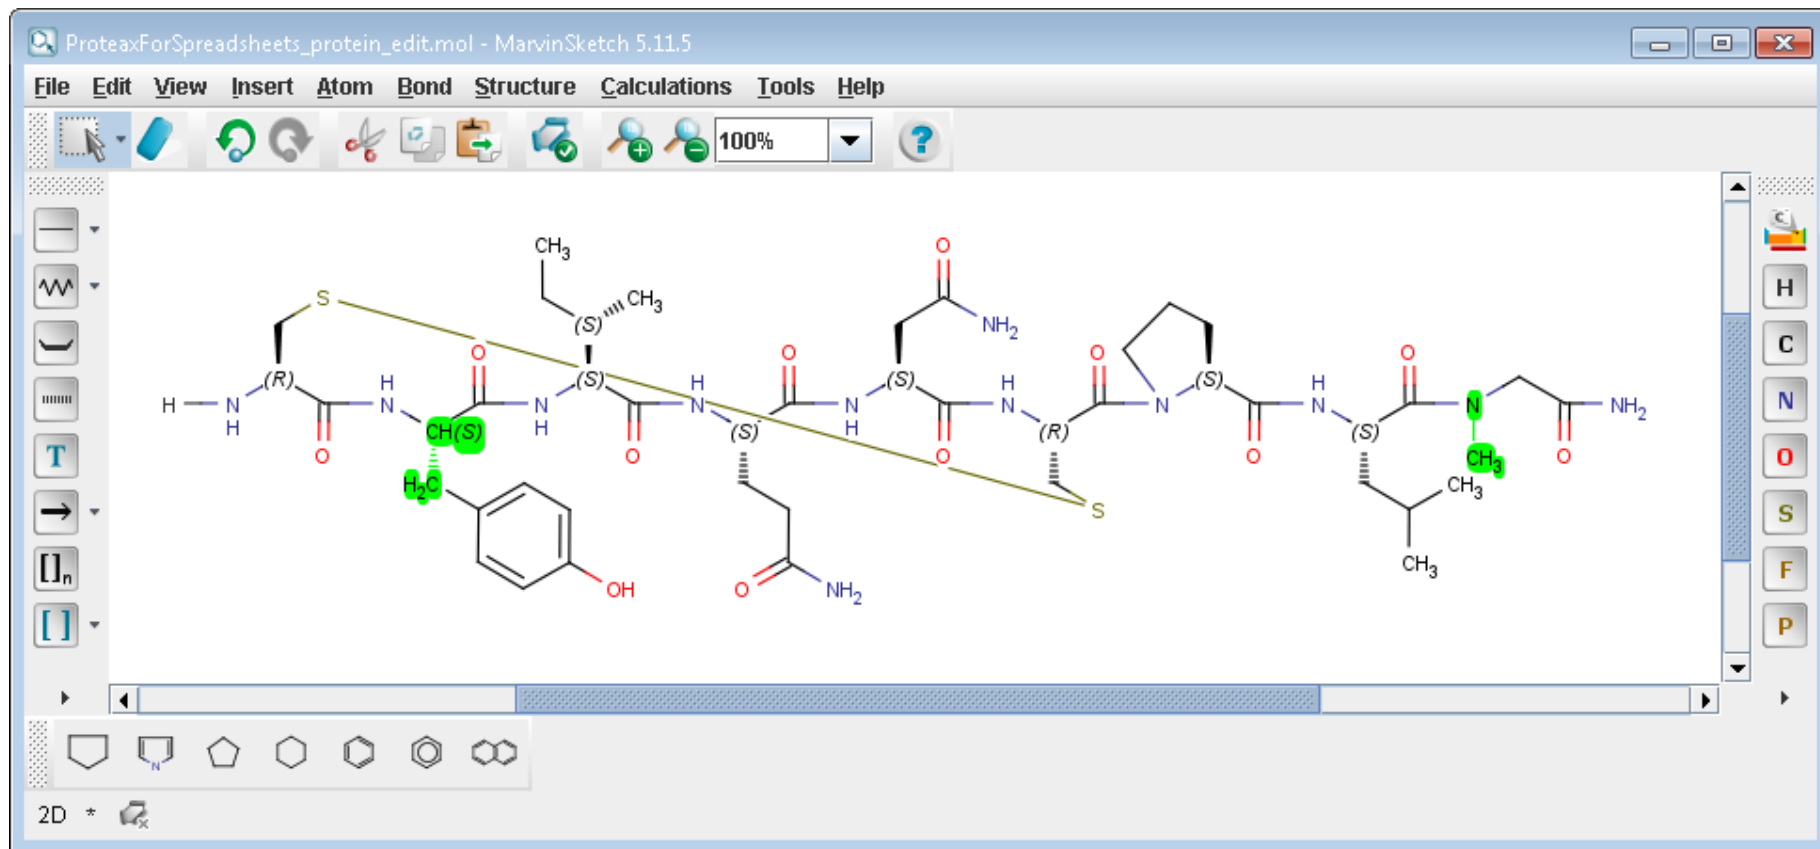 ProteaxForSpreadsheets_protein_edit.mol - MarvinSketch 5.11.5
File Edit View Insert Atom Bond Structure Calculations Tools Help
100% ?
CH3 O
S (S) CH3 NH2
O O O O
(R) H (S) H (S) H (S) H
H N N N N N N N N N NH2
H CH(S) H (S) H (R) (S) CH3
O O O O O
H2C CH3
S
CH3
OH O NH2
T
[ ]n
[ ]
C
H
C
N
O
S
F
P
N
2D *